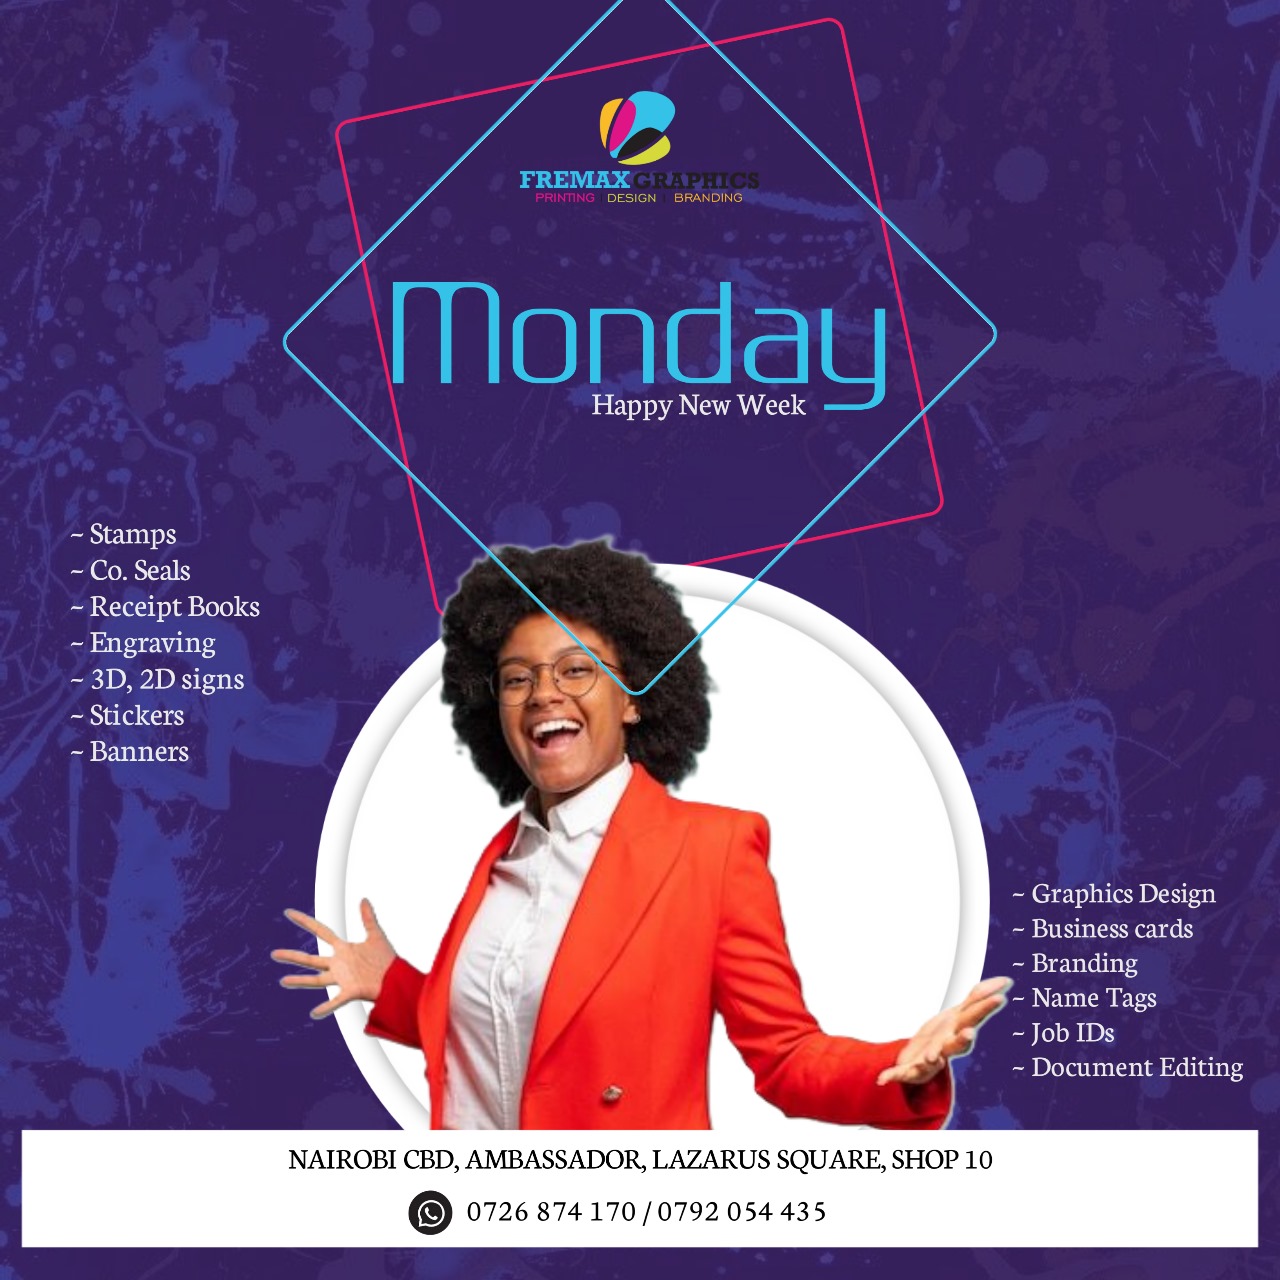 FREMAX GRAPHICS
PRINTING | DESIGN | BRANDING
Monday
Happy New Week
~ Stamps
~ Co. Seals
~ Receipt Books
~ Engraving
~ 3D, 2D signs
~ Stickers
~ Banners
~ Graphics Design
~ Business cards
~ Branding
~ Name Tags
~ Job IDs
~ Document Editing
NAIROBI CBD, AMBASSADOR, LAZARUS SQUARE, SHOP 10
0726 874 170 / 0792 054 435